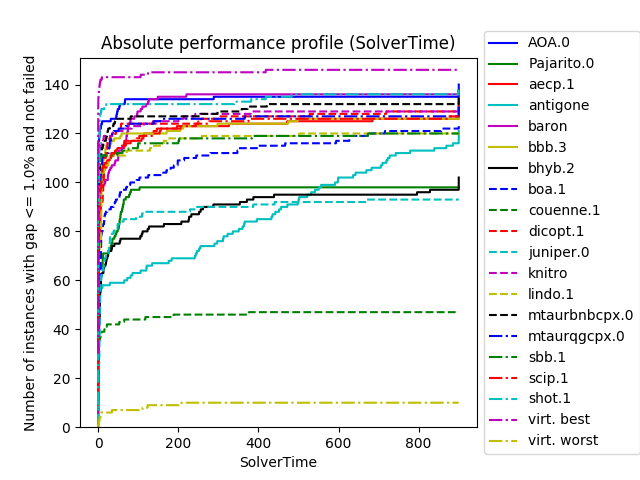 Absolute performance profile (SolverTime)
Number of instances with gap <= 1.0% and not failed
140
120
100
80
60
40
20
0
0 200 400 600 800
SolverTime
AOA.0
Pajarito.0
aecp.1
antigone
baron
bbb.3
bhyb.2
boa.1
couenne.1
dicopt.1
juniper.0
knitro
lindo.1
mtaurbnbcpx.0
mtaurqgcpx.0
sbb.1
scip.1
shot.1
virt. best
virt. worst